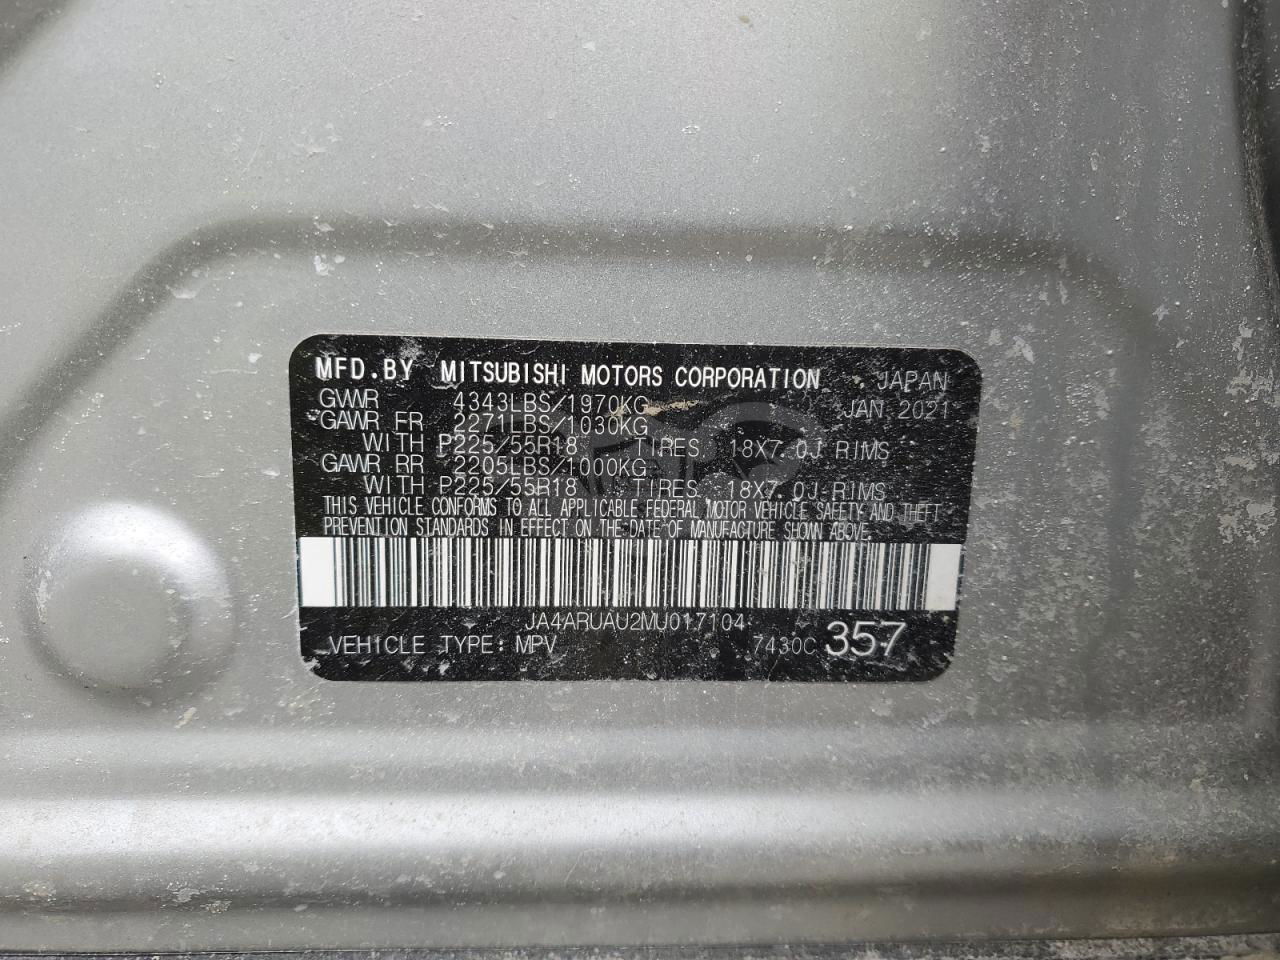 MFD.BY MITSUBISHI MOTORS CORPORATION JAPAN
GVWR 4343LBS/1970KG JAN 2021
GAWR FR 2271LBS/1030KG
WITH P225/55R18 TIRES 18X7.0J RIMS
GAWR RR 2205LBS/1000KG
WITH P225/55R18 TIRES 18X7.0J RIMS
THIS VEHICLE CONFORMS TO ALL APPLICABLE FEDERAL MOTOR VEHICLE SAFETY AND THEFT
PREVENTION STANDARDS IN EFFECT ON THE DATE OF MANUFACTURE SHOWN ABOVE.
JA4ARUAU2MU017104
VEHICLE TYPE: MPV 7430C 357